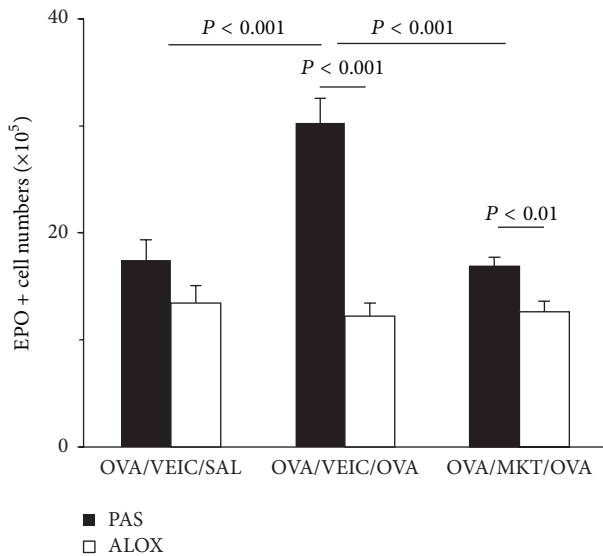 40
P < 0.001
P < 0.001
P < 0.001
EPO + cell numbers (×10⁵)
20
P < 0.01
0
OVA/VEIC/SAL
OVA/VEIC/OVA
OVA/MKT/OVA
PAS
ALOX